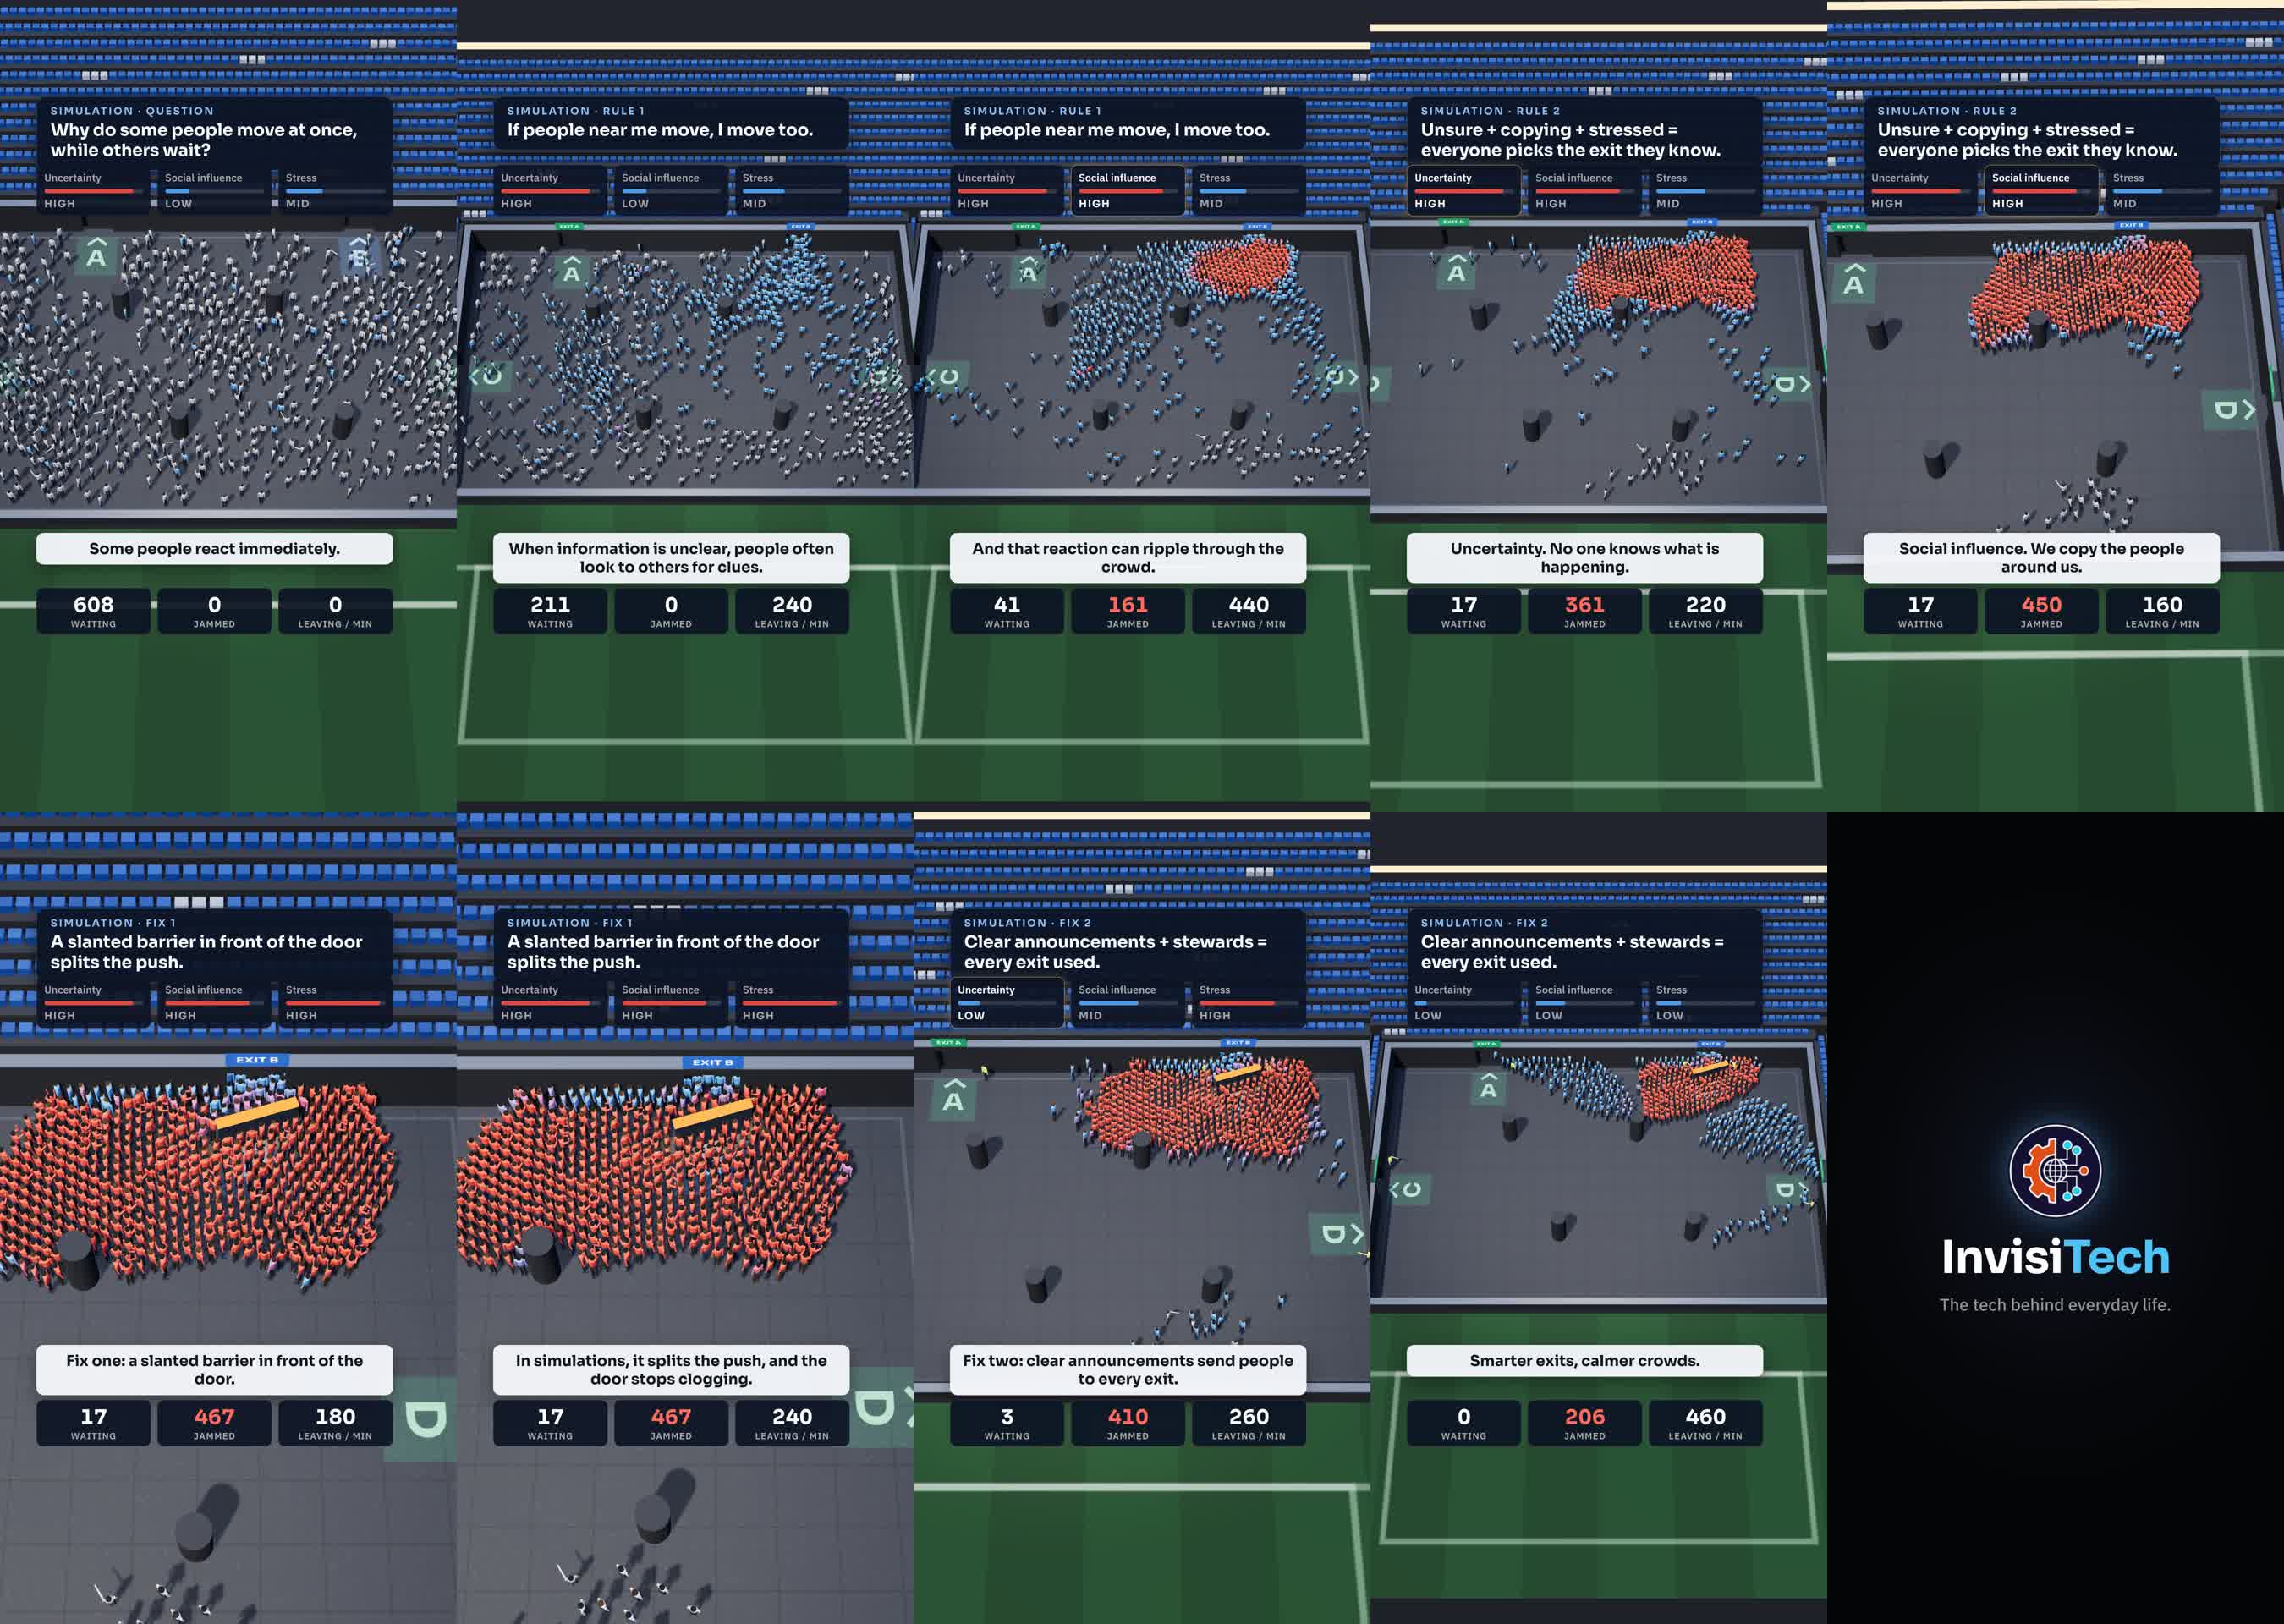 SIMULATION · QUESTION
Why do some people move at once,
while others wait?
Uncertainty
HIGH
Social influence
LOW
Stress
MID
A
B
Some people react immediately.
608
WAITING
0
JAMMED
0
LEAVING / MIN
SIMULATION · RULE 1
If people near me move, I move too.
Uncertainty
HIGH
Social influence
LOW
Stress
MID
EXIT A
EXIT B
A
C
D
When information is unclear, people often
look to others for clues.
211
WAITING
0
JAMMED
240
LEAVING / MIN
SIMULATION · RULE 1
If people near me move, I move too.
Uncertainty
HIGH
Social influence
HIGH
Stress
MID
EXIT A
EXIT B
A
C
D
And that reaction can ripple through the
crowd.
41
WAITING
161
JAMMED
440
LEAVING / MIN
SIMULATION · RULE 2
Unsure + copying + stressed =
everyone picks the exit they know.
Uncertainty
HIGH
Social influence
HIGH
Stress
MID
EXIT A
EXIT B
A
D
Uncertainty. No one knows what is
happening.
17
WAITING
361
JAMMED
220
LEAVING / MIN
SIMULATION · RULE 2
Unsure + copying + stressed =
everyone picks the exit they know.
Uncertainty
HIGH
Social influence
HIGH
Stress
MID
EXIT A
EXIT B
A
D
Social influence. We copy the people
around us.
17
WAITING
450
JAMMED
160
LEAVING / MIN
SIMULATION · FIX 1
A slanted barrier in front of the door
splits the push.
Uncertainty
HIGH
Social influence
HIGH
Stress
HIGH
EXIT B
Fix one: a slanted barrier in front of the
door.
17
WAITING
467
JAMMED
180
LEAVING / MIN
D
SIMULATION · FIX 1
A slanted barrier in front of the door
splits the push.
Uncertainty
HIGH
Social influence
HIGH
Stress
HIGH
EXIT B
In simulations, it splits the push, and the
door stops clogging.
17
WAITING
467
JAMMED
240
LEAVING / MIN
D
SIMULATION · FIX 2
Clear announcements + stewards =
every exit used.
Uncertainty
LOW
Social influence
MID
Stress
HIGH
EXIT A
EXIT B
A
D
Fix two: clear announcements send people
to every exit.
3
WAITING
410
JAMMED
260
LEAVING / MIN
SIMULATION · FIX 2
Clear announcements + stewards =
every exit used.
Uncertainty
LOW
Social influence
LOW
Stress
LOW
EXIT A
EXIT B
A
C
D
Smarter exits, calmer crowds.
0
WAITING
206
JAMMED
460
LEAVING / MIN
InvisiTech
The tech behind everyday life.